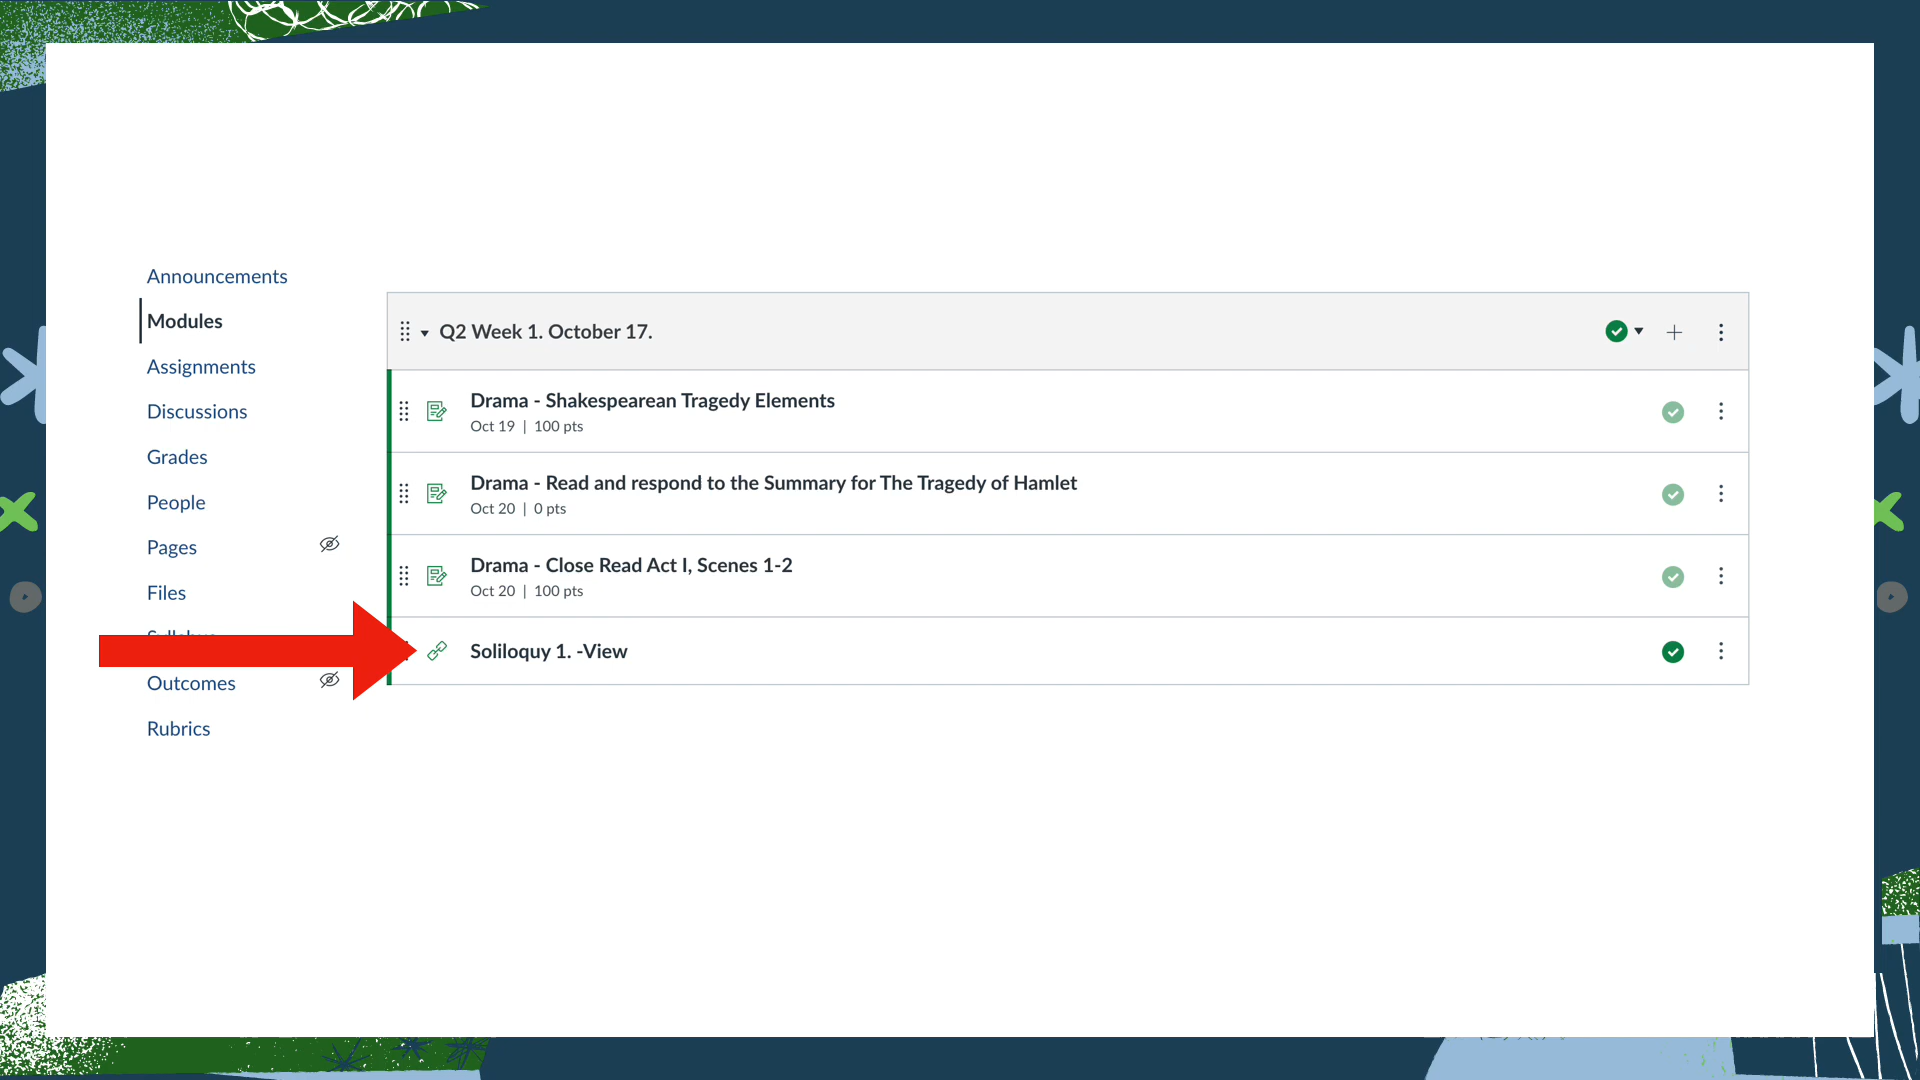 Announcements
Modules
Assignments
Discussions
Grades
People
Pages
Files
Outcomes
Rubrics
Q2 Week 1. October 17.
Drama - Shakespearean Tragedy Elements
Oct 19 | 100 pts
Drama - Read and respond to the Summary for The Tragedy of Hamlet
Oct 20 | 0 pts
Drama - Close Read Act I, Scenes 1-2
Oct 20 | 100 pts
Soliloquy 1. -View